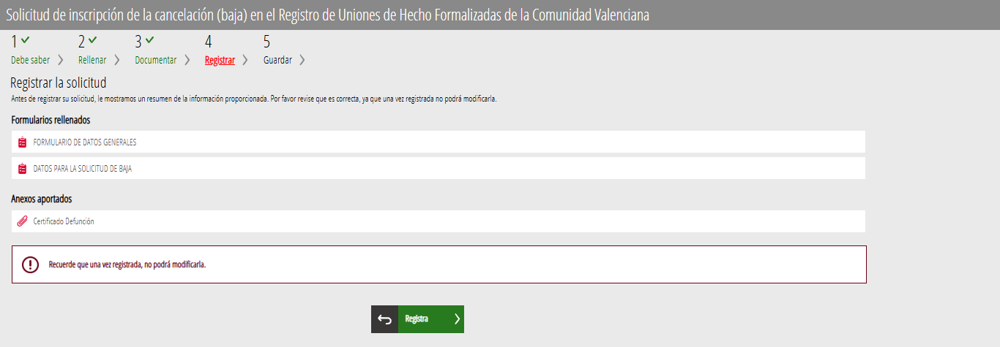 Solicitud de inscripción de la cancelación (baja) en el Registro de Uniones de Hecho Formalizadas de la Comunidad Valenciana
1 2 3 4 5
Debe saber Rellenar Documentar Registrar Guardar
Registrar la solicitud
Antes de registrar su solicitud, le mostramos un resumen de la información proporcionada. Por favor revise que es correcta, ya que una vez registrada no podrá modificarla.
Formularios rellenados
FORMULARIO DE DATOS GENERALES
DATOS PARA LA SOLICITUD DE BAJA
Anexos aportados
Certificado Defunción
Recuerde que una vez registrada, no podrá modificarla.
Registra